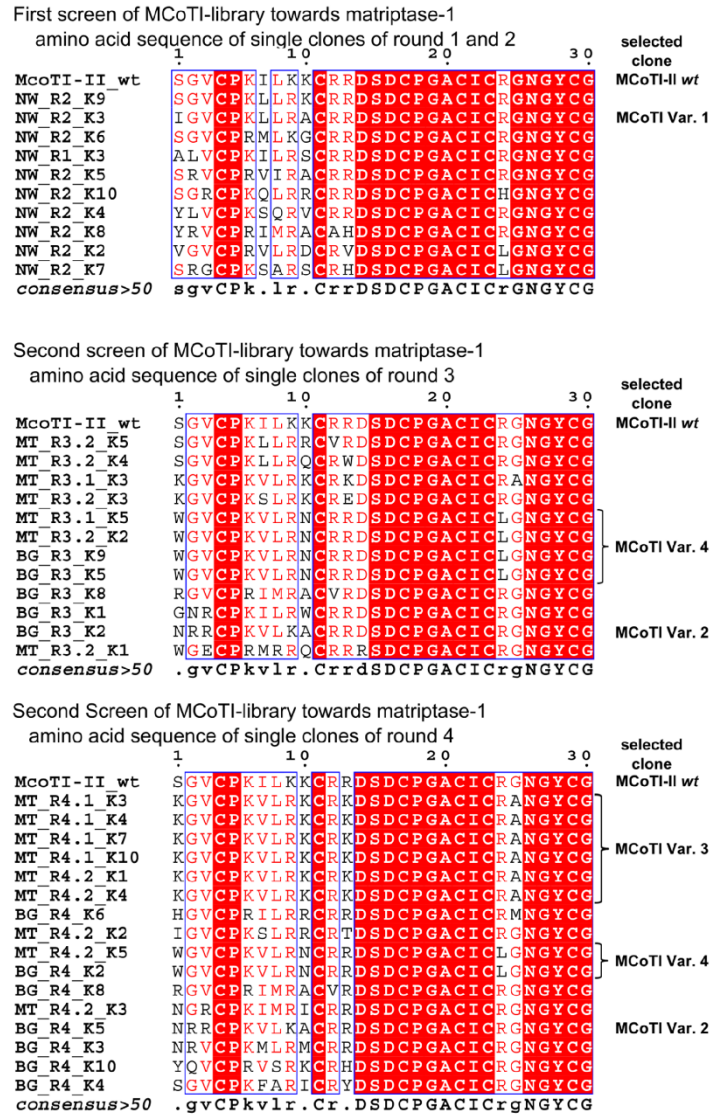 First screen of MCoTI-library towards matriptase-1
amino acid sequence of single clones of round 1 and 2
selected
clone
1 10 20 30
McoTI-II_wt SGVCPKILKKCRRDSDCPGACICRGNGYCG MCoTI-II wt
NW_R2_K9 SGVCPKLLRKCRRDSDCPGACICRGNGYCG
NW_R2_K3 IGVCPKLLRACRRDSDCPGACICRGNGYCG MCoTI Var. 1
NW_R2_K6 SGVCPRMLKGCRRDSDCPGACICRGNGYCG
NW_R1_K3 ALVCPKILRSCRRDSDCPGACICRGNGYCG
NW_R2_K5 SRVCPRVIRACRRDSDCPGACICRGNGYCG
NW_R2_K10 SGRCPKQLRRCRRDSDCPGACICHGNGYCG
NW_R2_K4 YLVCPKSQRVCRRDSDCPGACICRGNGYCG
NW_R2_K8 YRVCPRIMRACAHDSDCPGACICRGNGYCG
NW_R2_K2 VGVCPRVLRDCRVDSDCPGACICLGNGYCG
NW_R2_K7 SRGCPKSARSCRHDSDCPGACICLGNGYCG
consensus>50 sgvCPk.lr.CrrDSDCPGACICrGNGYCG
Second screen of MCoTI-library towards matriptase-1
amino acid sequence of single clones of round 3
selected
clone
1 10 20 30
McoTI-II_wt SGVCPKILKKCRRDSDCPGACICRGNGYCG MCoTI-II wt
MT_R3.2_K5 SGVCPKLLRRCVRDSDCPGACICRGNGYCG
MT_R3.2_K4 SGVCPKLLRQCRWDSDCPGACICRGNGYCG
MT_R3.1_K3 KGVCPKVLRKCRKDSDCPGACICRANGYCG
MT_R3.2_K3 KGVCPKSLRKCREDSDCPGACICRGNGYCG
MT_R3.1_K5 WGVCPKVLRNCRRDSDCPGACICLGNGYCG
MT_R3.2_K2 WGVCPKVLRNCRRDSDCPGACICLGNGYCG
BG_R3_K9 WGVCPKVLRNCRRDSDCPGACICLGNGYCG MCoTI Var. 4
BG_R3_K5 WGVCPKVLRNCRRDSDCPGACICLGNGYCG
BG_R3_K8 RGVCPRIMRACVRDSDCPGACICRGNGYCG
BG_R3_K1 GNRCPKILRWCRRDSDCPGACICRGNGYCG
BG_R3_K2 NRRCPKVLKACRRDSDCPGACICRGNGYCG MCoTI Var. 2
MT_R3.2_K1 WGECPRMRRQCRRRSDCPGACICRGNGYCG
consensus>50 .gvCPkvlr.CrrdSDCPGACICrgNGYCG
Second Screen of MCoTI-library towards matriptase-1
amino acid sequence of single clones of round 4
selected
clone
1 10 20 30
McoTI-II_wt SGVCPKILKKCRRDSDCPGACICRGNGYCG MCoTI-II wt
MT_R4.1_K3 KGVCPKVLRKCRKDSDCPGACICRANGYCG
MT_R4.1_K4 KGVCPKVLRKCRKDSDCPGACICRANGYCG
MT_R4.1_K7 KGVCPKVLRKCRKDSDCPGACICRANGYCG
MT_R4.1_K10 KGVCPKVLRKCRKDSDCPGACICRANGYCG MCoTI Var. 3
MT_R4.2_K1 KGVCPKVLRKCRKDSDCPGACICRANGYCG
MT_R4.2_K4 KGVCPKVLRKCRKDSDCPGACICRANGYCG
BG_R4_K6 HGVCPRILRRCRRDSDCPGACICRMNGYCG
MT_R4.2_K2 IGVCPKSLRRCRTDSDCPGACICRGNGYCG
MT_R4.2_K5 WGVCPKVLRNCRRDSDCPGACICLGNGYCG MCoTI Var. 4
BG_R4_K2 WGVCPKVLRNCRRDSDCPGACICLGNGYCG
BG_R4_K8 RGVCPRIMRACVRDSDCPGACICRGNGYCG
MT_R4.2_K3 NGRCPKIMRICRRDSDCPGACICRGNGYCG
BG_R4_K5 NRRCPKVLKACRRDSDCPGACICRGNGYCG MCoTI Var. 2
BG_R4_K3 NRVCPKMLRMCRRDSDCPGACICRGNGYCG
BG_R4_K10 YQVCPRVSRKCRHDSDCPGACICRGNGYCG
BG_R4_K4 SGVCPKFARICRYDSDCPGACICRGNGYCG
consensus>50 .gvCPkvlr.Cr.DSDCPGACICrgNGYCG